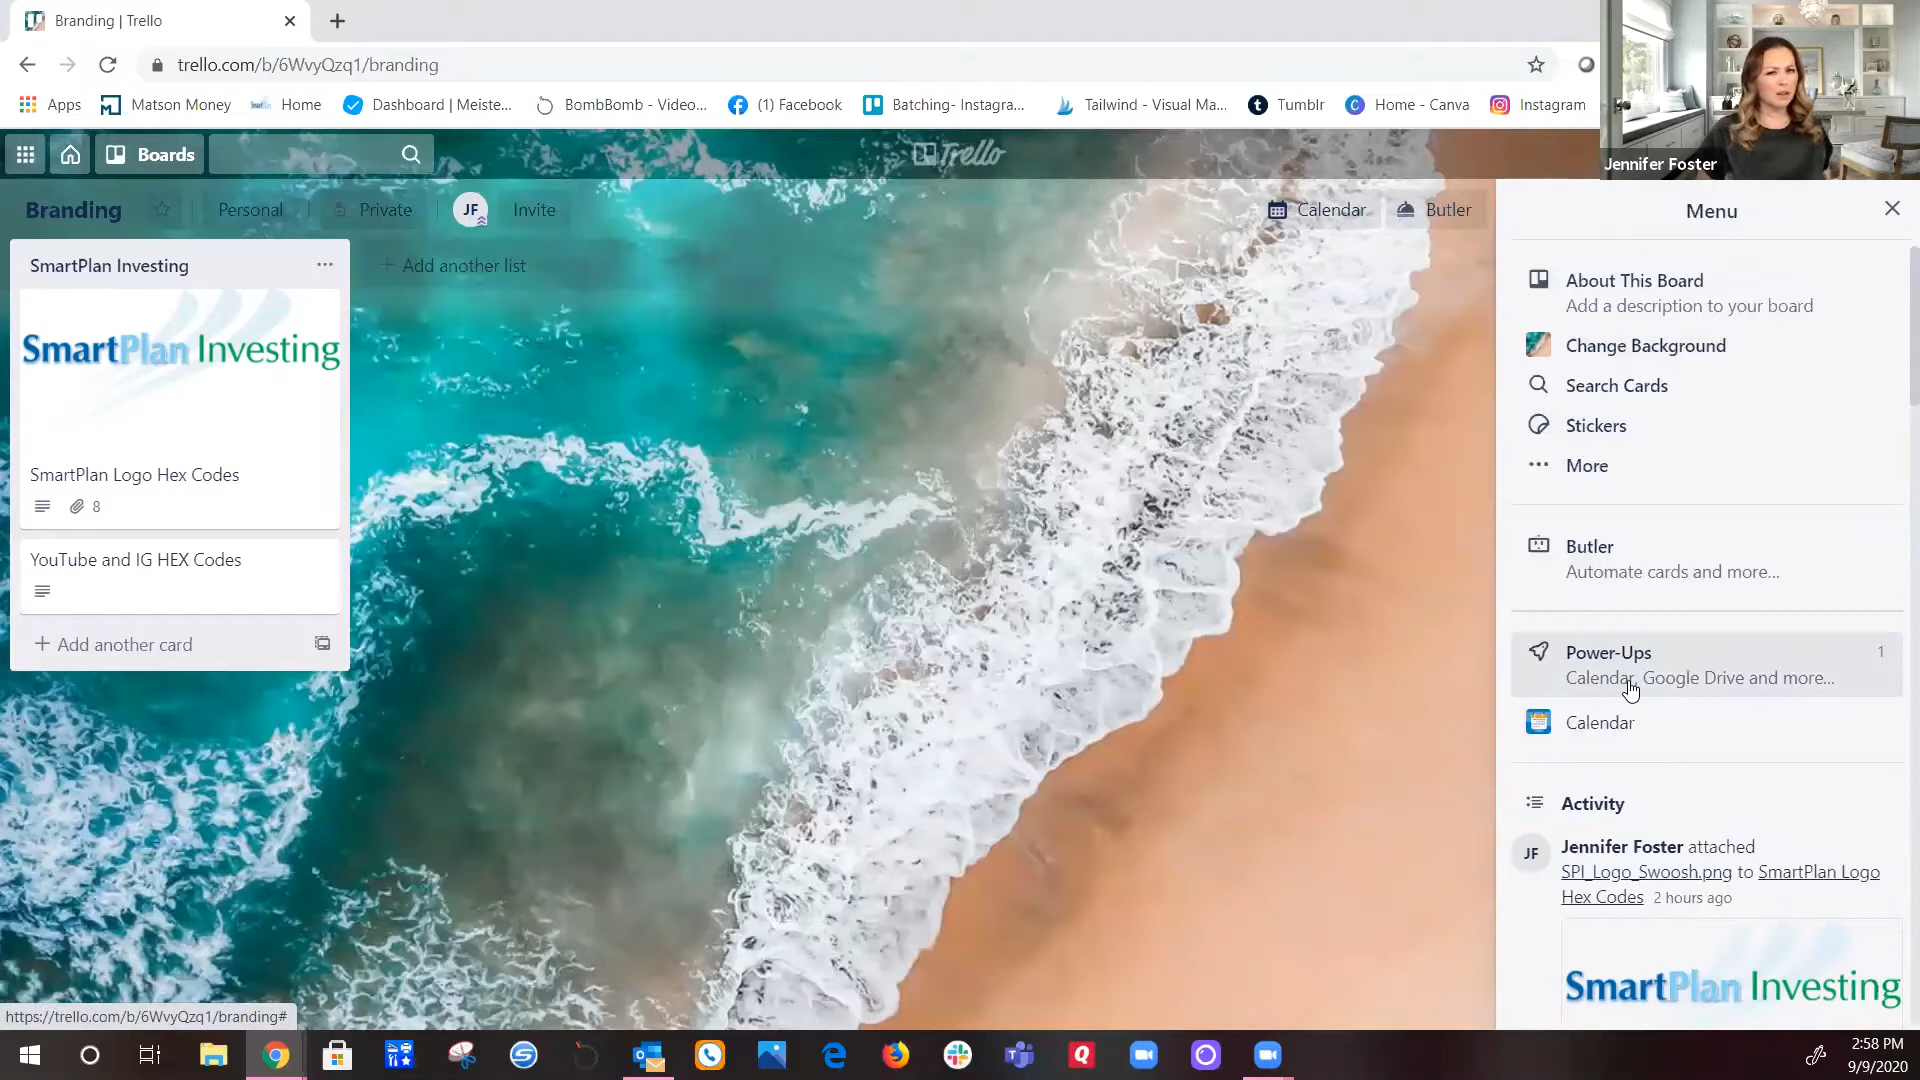 Branding | Trello
trello.com/b/6WvyQzq1/branding
Apps
Matson Money
Home
Dashboard | Meiste...
BombBomb - Video...
(1) Facebook
Batching- Instagra...
Tailwind - Visual Ma...
Tumblr
Home - Canva
Instagram
Jennifer Foster
Boards
Trello
Branding
Personal
Private
JF
Invite
Calendar
Butler
SmartPlan Investing
Add another list
SmartPlan Investing
SmartPlan Logo Hex Codes
8
YouTube and IG HEX Codes
Add another card
Menu
About This Board
Add a description to your board
Change Background
Search Cards
Stickers
More
Butler
Automate cards and more...
Power-Ups 1
Calendar, Google Drive and more...
Calendar
Activity
JF
Jennifer Foster attached
SPI_Logo_Swoosh.png to SmartPlan Logo
Hex Codes 2 hours ago
SmartPlan Investing
https://trello.com/b/6WvyQzq1/branding#
2:58 PM
9/9/2020